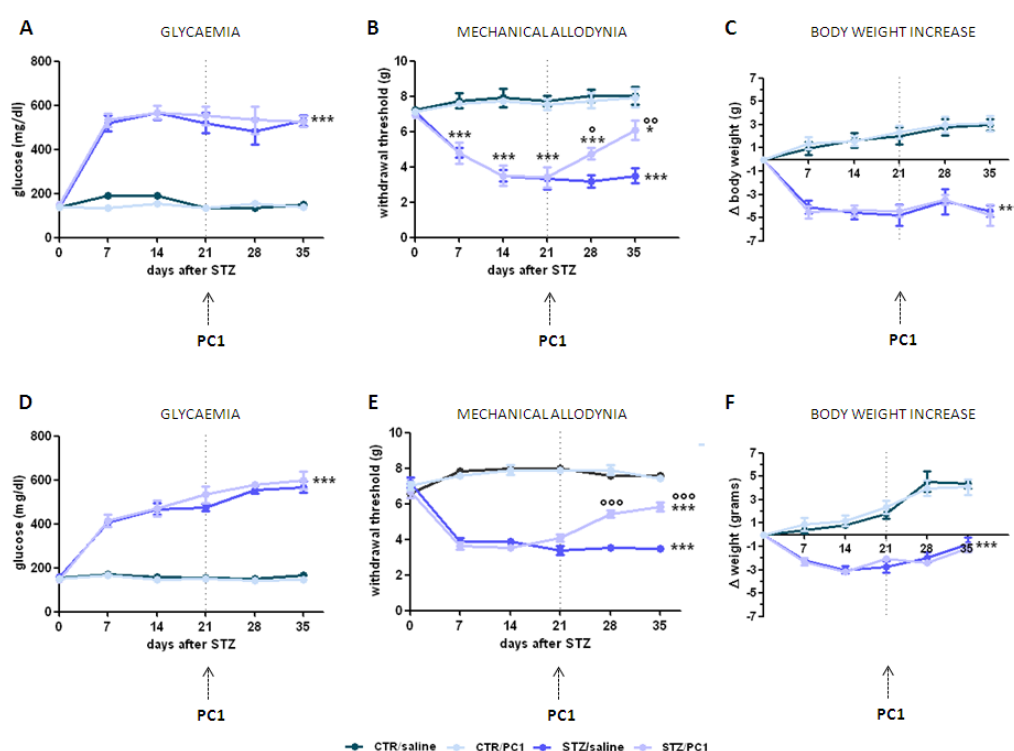 A GLYCAEMIA
800
600
400
200
0
glucose (mg/dl)
***
0 7 14 21 28 35
days after STZ
PC1
B MECHANICAL ALLODYNIA
10
8
6
4
2
0
withdrawal threshold (g)
***
***
***
°
***
°°
*
***
0 7 14 21 28 35
days after STZ
PC1
C BODY WEIGHT INCREASE
7
5
3
1
-1
-3
-5
-7
Δ body weight (g)
7 14 21 28 35
**
PC1
D GLYCAEMIA
800
600
400
200
0
glucose (mg/dl)
***
0 7 14 21 28 35
days after STZ
PC1
E MECHANICAL ALLODYNIA
10
8
6
4
2
0
withdrawal threshold (g)
°°°
°°°
***
***
0 7 14 21 28 35
days after STZ
PC1
F BODY WEIGHT INCREASE
7
5
3
1
-1
-3
-5
-7
Δ weight (grams)
7 14 21 28 35
***
PC1
CTR/saline CTR/PC1 STZ/saline STZ/PC1